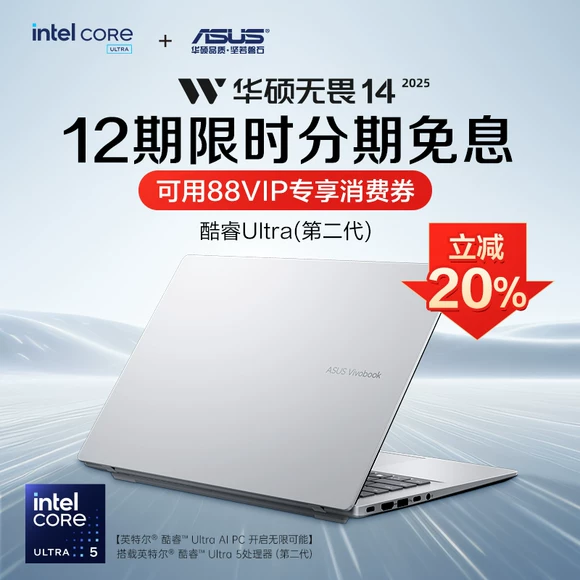 intel CORE
ULTRA
+
ASUS®
华硕品质·坚若磐石
华硕无畏14 2025
12期限时分期免息
可用88VIP专享消费券
酷睿Ultra(第二代)
立减
20%
ASUS Vivobook
intel
CORE
ULTRA 5
【英特尔® 酷睿™ Ultra AI PC 开启无限可能】
搭载英特尔® 酷睿™ Ultra 5处理器 (第二代)